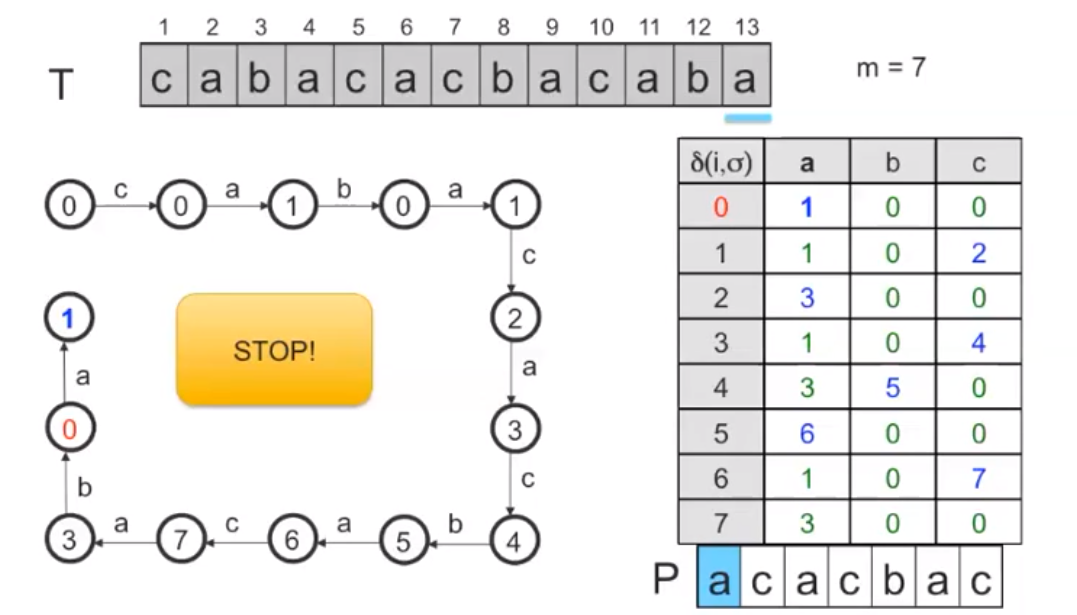 1 2 3 4 5 6 7 8 9 10 11 12 13
T c a b a c a c b a c a b a
m = 7
δ(i,σ) a b c
0 1 0 0
1 1 0 2
2 3 0 0
3 1 0 4
4 3 5 0
5 6 0 0
6 1 0 7
7 3 0 0
P a c a c b a c
0 c 0 a 1 b 0 a 1
c
2
a
3
c
4
b
5
a
6
c
7
a
3
b
0
a
1
STOP!